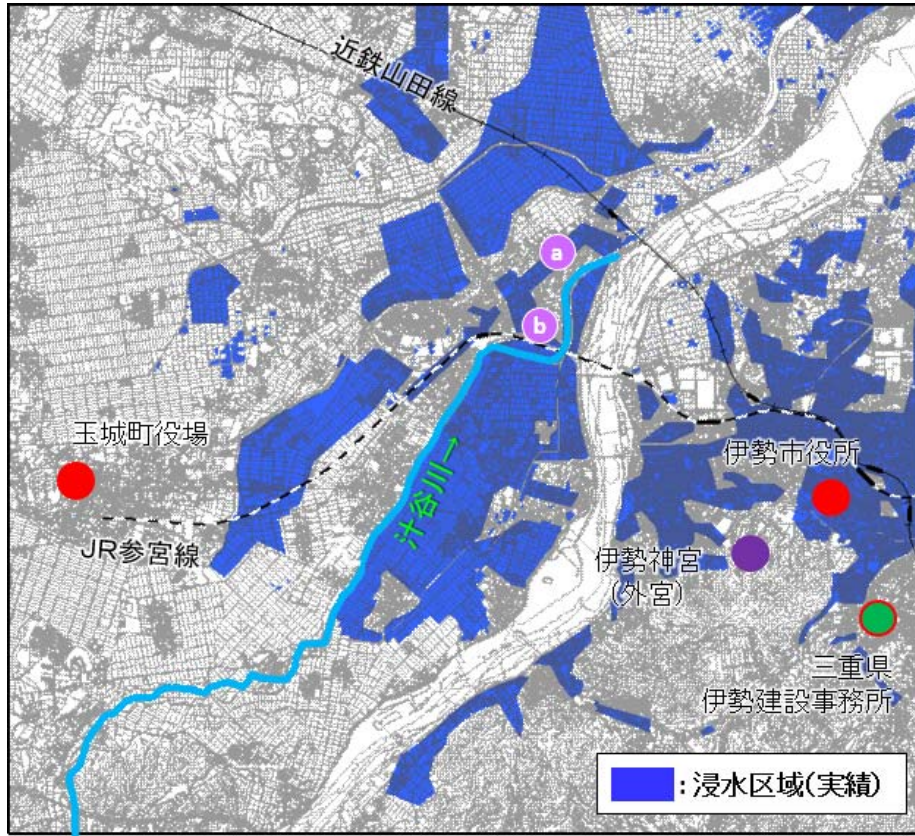 近鉄山田線
a
b
玉城町役場
汁谷川→
伊勢市役所
JR参宮線
伊勢神宮
(外宮)
三重県
伊勢建設事務所
:浸水区域(実績)